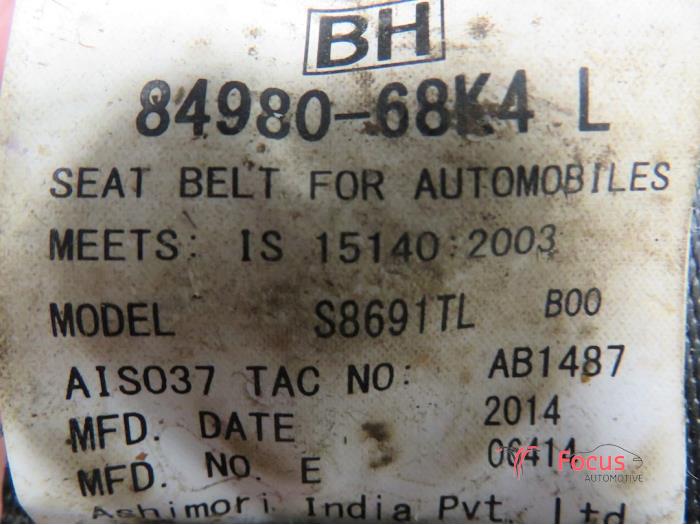 BH
84980-68K4 L
SEAT BELT FOR AUTOMOBILES
MEETS: IS 15140:2003
MODEL S8691TL B00
AIS037 TAC NO: AB1487
MFD. DATE 2014
MFD. NO. E 06414
Ashimori India Pvt. Ltd
Focus
AUTOMOTIVE